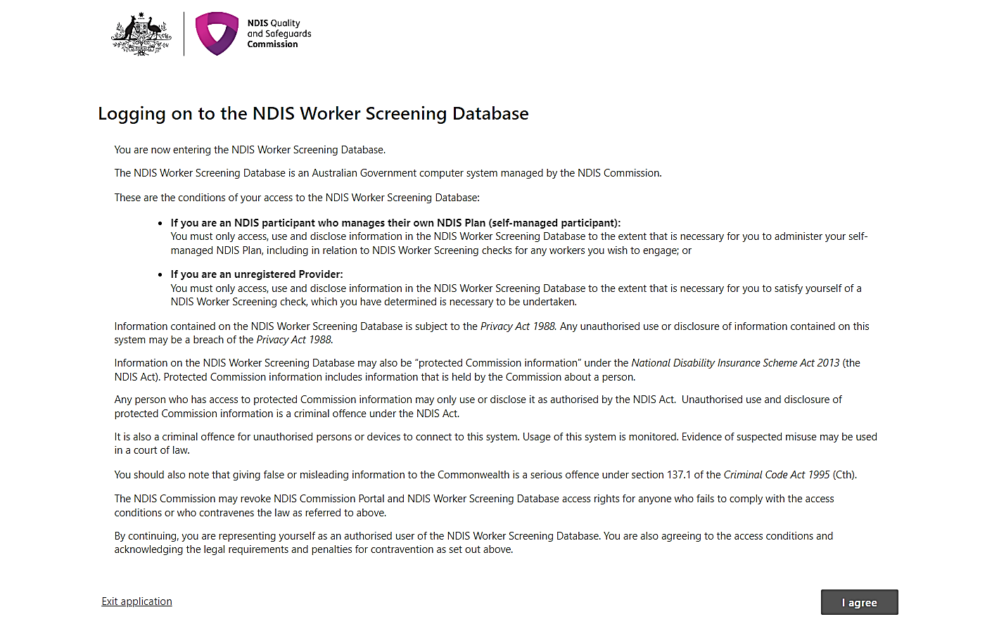 NDIS Quality
and Safeguards
Commission
Logging on to the NDIS Worker Screening Database
You are now entering the NDIS Worker Screening Database.
The NDIS Worker Screening Database is an Australian Government computer system managed by the NDIS Commission.
These are the conditions of your access to the NDIS Worker Screening Database:
• If you are an NDIS participant who manages their own NDIS Plan (self-managed participant):
You must only access, use and disclose information in the NDIS Worker Screening Database to the extent that is necessary for you to administer your self-
managed NDIS Plan, including in relation to NDIS Worker Screening checks for any workers you wish to engage; or
• If you are an unregistered Provider:
You must only access, use and disclose information in the NDIS Worker Screening Database to the extent that is necessary for you to satisfy yourself of a
NDIS Worker Screening check, which you have determined is necessary to be undertaken.
Information contained on the NDIS Worker Screening Database is subject to the Privacy Act 1988. Any unauthorised use or disclosure of information contained on this
system may be a breach of the Privacy Act 1988.
Information on the NDIS Worker Screening Database may also be “protected Commission information” under the National Disability Insurance Scheme Act 2013 (the
NDIS Act). Protected Commission information includes information that is held by the Commission about a person.
Any person who has access to protected Commission information may only use or disclose it as authorised by the NDIS Act.  Unauthorised use and disclosure of
protected Commission information is a criminal offence under the NDIS Act.
It is also a criminal offence for unauthorised persons or devices to connect to this system. Usage of this system is monitored. Evidence of suspected misuse may be used
in a court of law.
You should also note that giving false or misleading information to the Commonwealth is a serious offence under section 137.1 of the Criminal Code Act 1995 (Cth).
The NDIS Commission may revoke NDIS Commission Portal and NDIS Worker Screening Database access rights for anyone who fails to comply with the access
conditions or who contravenes the law as referred to above.
By continuing, you are representing yourself as an authorised user of the NDIS Worker Screening Database. You are also agreeing to the access conditions and
acknowledging the legal requirements and penalties for contravention as set out above.
Exit application
I agree